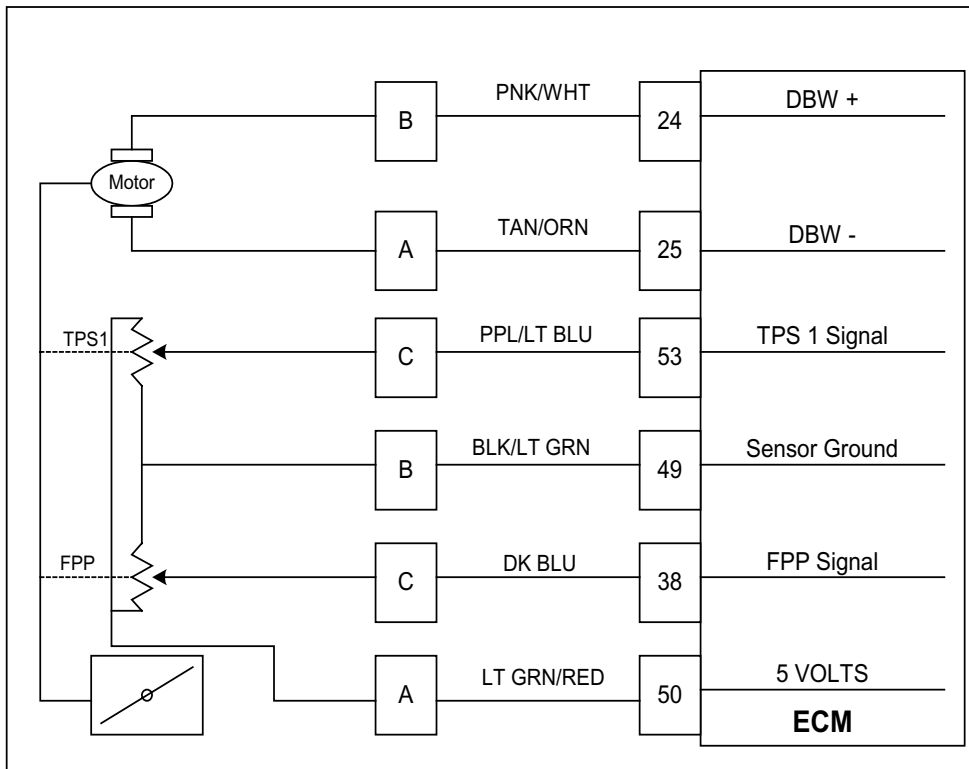 B PNK/WHT 24 DBW +
Motor
A TAN/ORN 25 DBW -
TPS1 C PPL/LT BLU 53 TPS 1 Signal
B BLK/LT GRN 49 Sensor Ground
FPP C DK BLU 38 FPP Signal
A LT GRN/RED 50 5 VOLTS
ECM